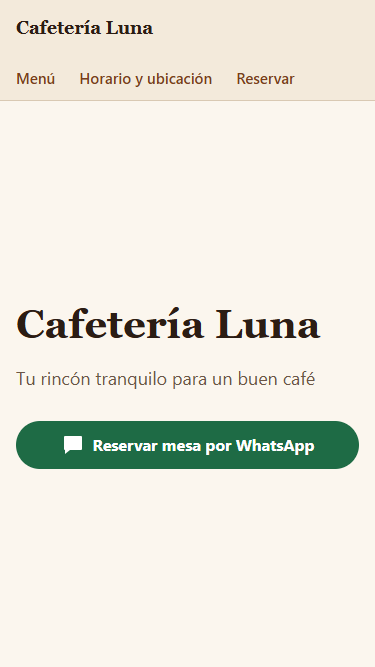 Cafetería Luna
Menú Horario y ubicación Reservar
Cafetería Luna
Tu rincón tranquilo para un buen café
Reservar mesa por WhatsApp